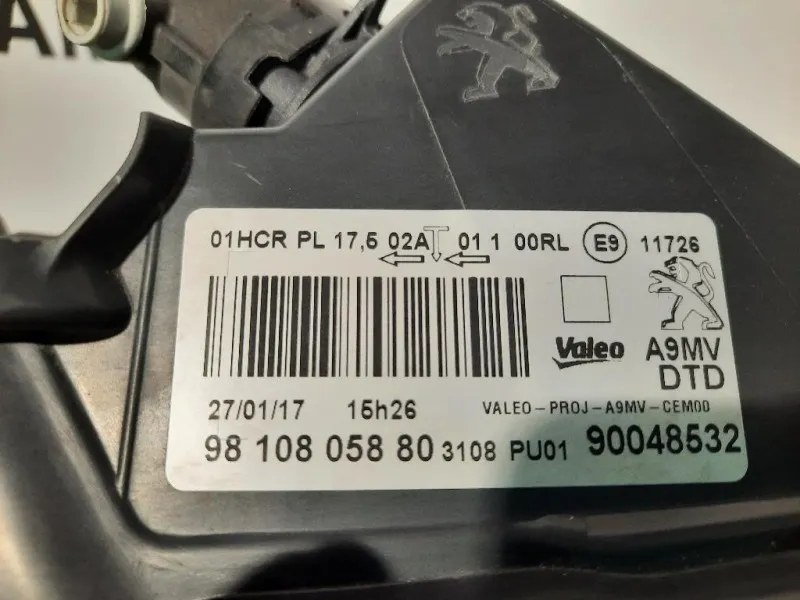 01HCR PL 17,5 02A 01 1 00RL E9 11726
Valeo A9MV
DTD
27/01/17 15h26 VALEO-PROJ-A9MV-CEM00
98 108 058 80 3108 PU01 90048532